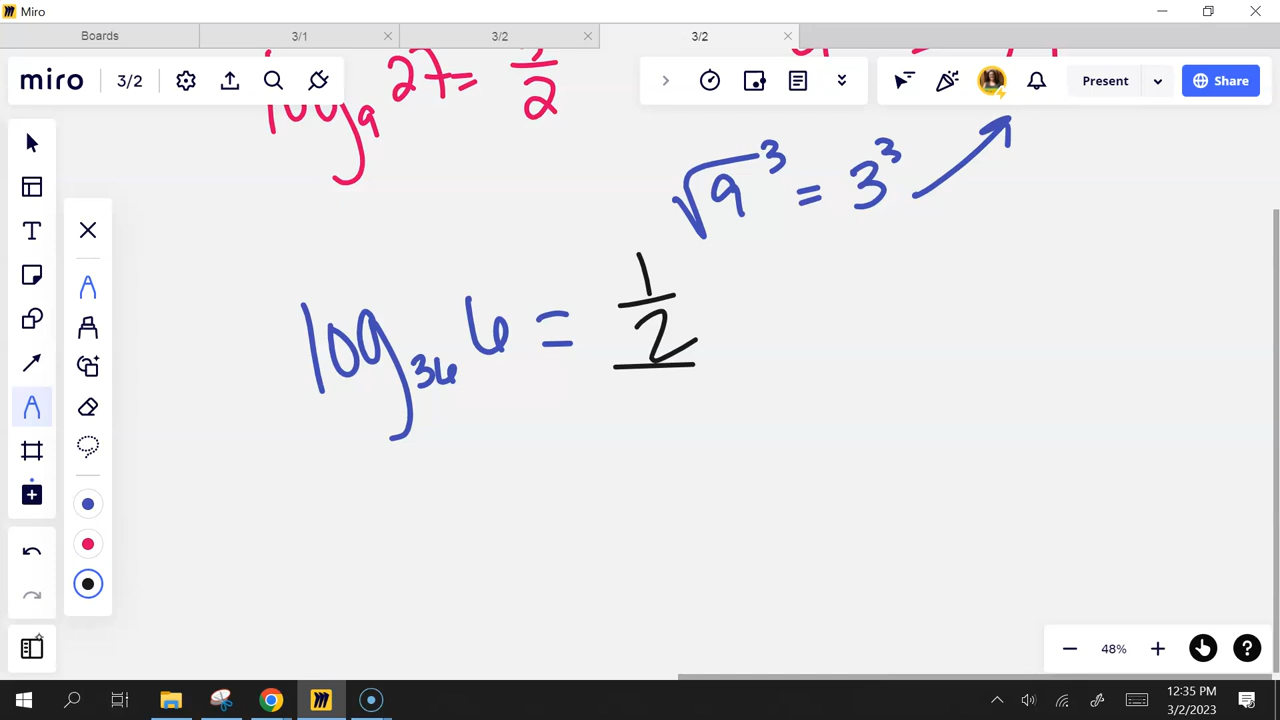 Miro
Boards
3/1
3/2
3/2
miro
3/2
Present
Share
log₉ 27 = 3/2
√9³ = 3³
log₃₆ 6 = 1/2
48%
12:35 PM
3/2/2023